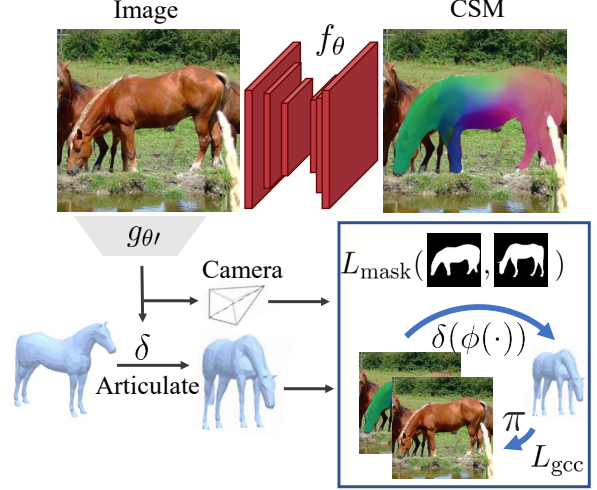 Image
CSM
f_θ
g_θ′
Camera
L_mask( , )
δ
δ(ϕ(·))
Articulate
π
L_gcc